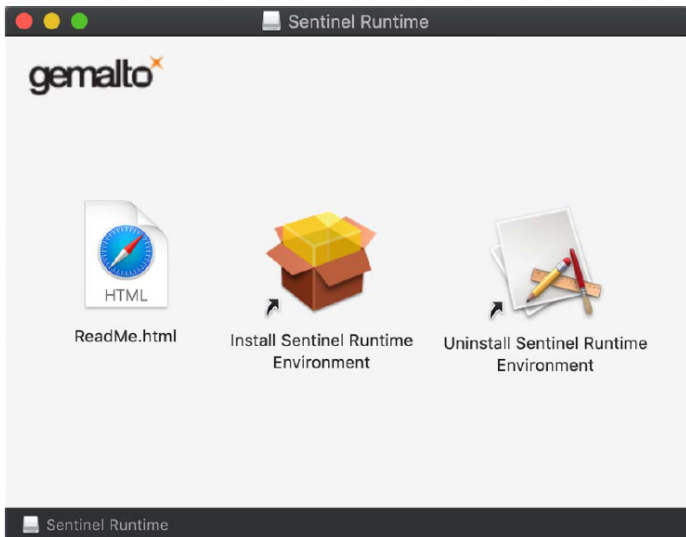 Sentinel Runtime
gemalto
HTML
ReadMe.html
Install Sentinel Runtime
Environment
Uninstall Sentinel Runtime
Environment
Sentinel Runtime